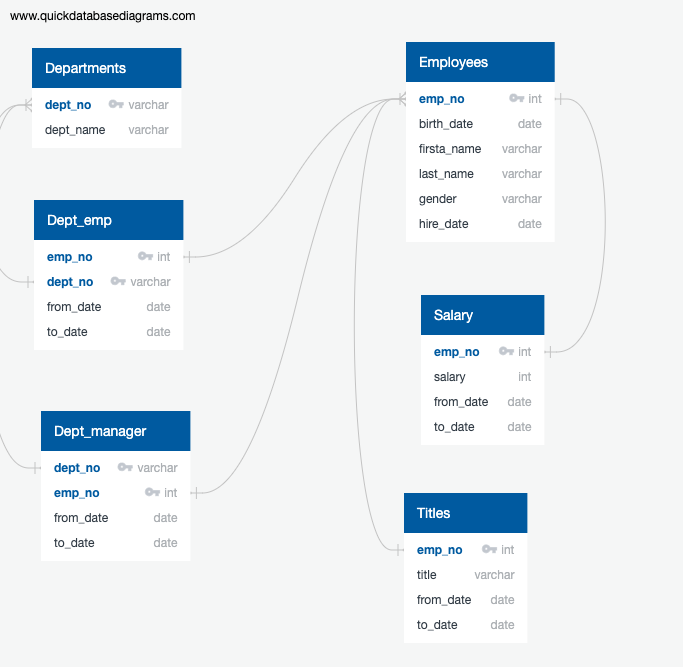 www.quickdatabasediagrams.com
Departments
dept_no varchar
dept_name varchar
Dept_emp
emp_no int
dept_no varchar
from_date date
to_date date
Dept_manager
dept_no varchar
emp_no int
from_date date
to_date date
Employees
emp_no int
birth_date date
firsta_name varchar
last_name varchar
gender varchar
hire_date date
Salary
emp_no int
salary int
from_date date
to_date date
Titles
emp_no int
title varchar
from_date date
to_date date